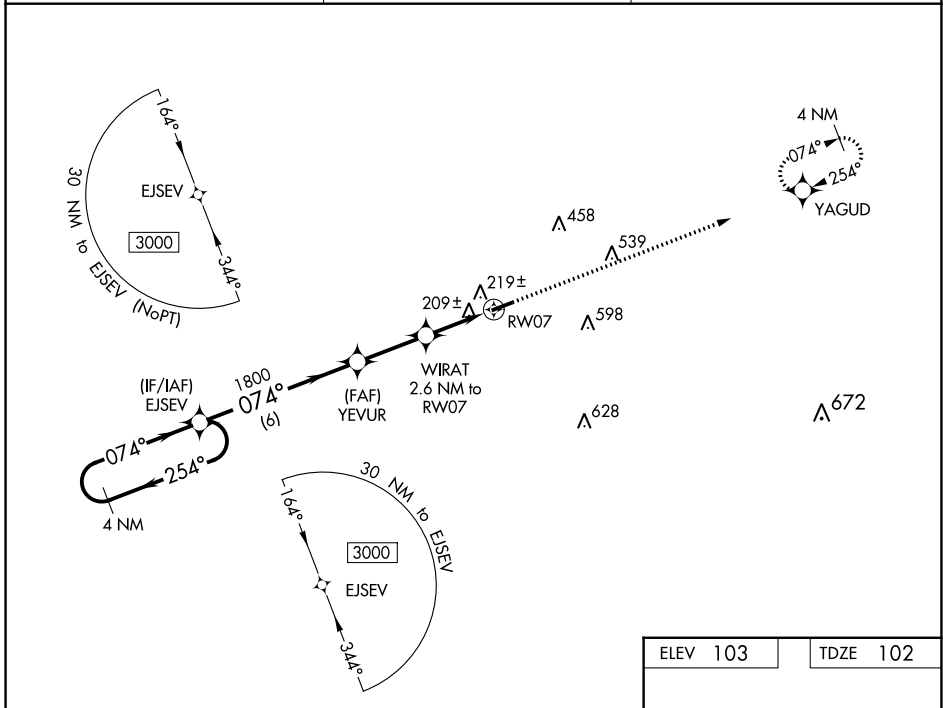 164°
EJSEV
3000
344°
30 NM to EJSEV (NoPT)
4 NM
074°
254°
YAGUD
458
539
219±
209±
RW07
598
WIRAT
2.6 NM to
RW07
(FAF)
YEVUR
1800
074°
(6)
(IF/IAF)
EJSEV
074°
254°
4 NM
628
672
30 NM to EJSEV
164°
3000
EJSEV
344°
ELEV 103
TDZE 102